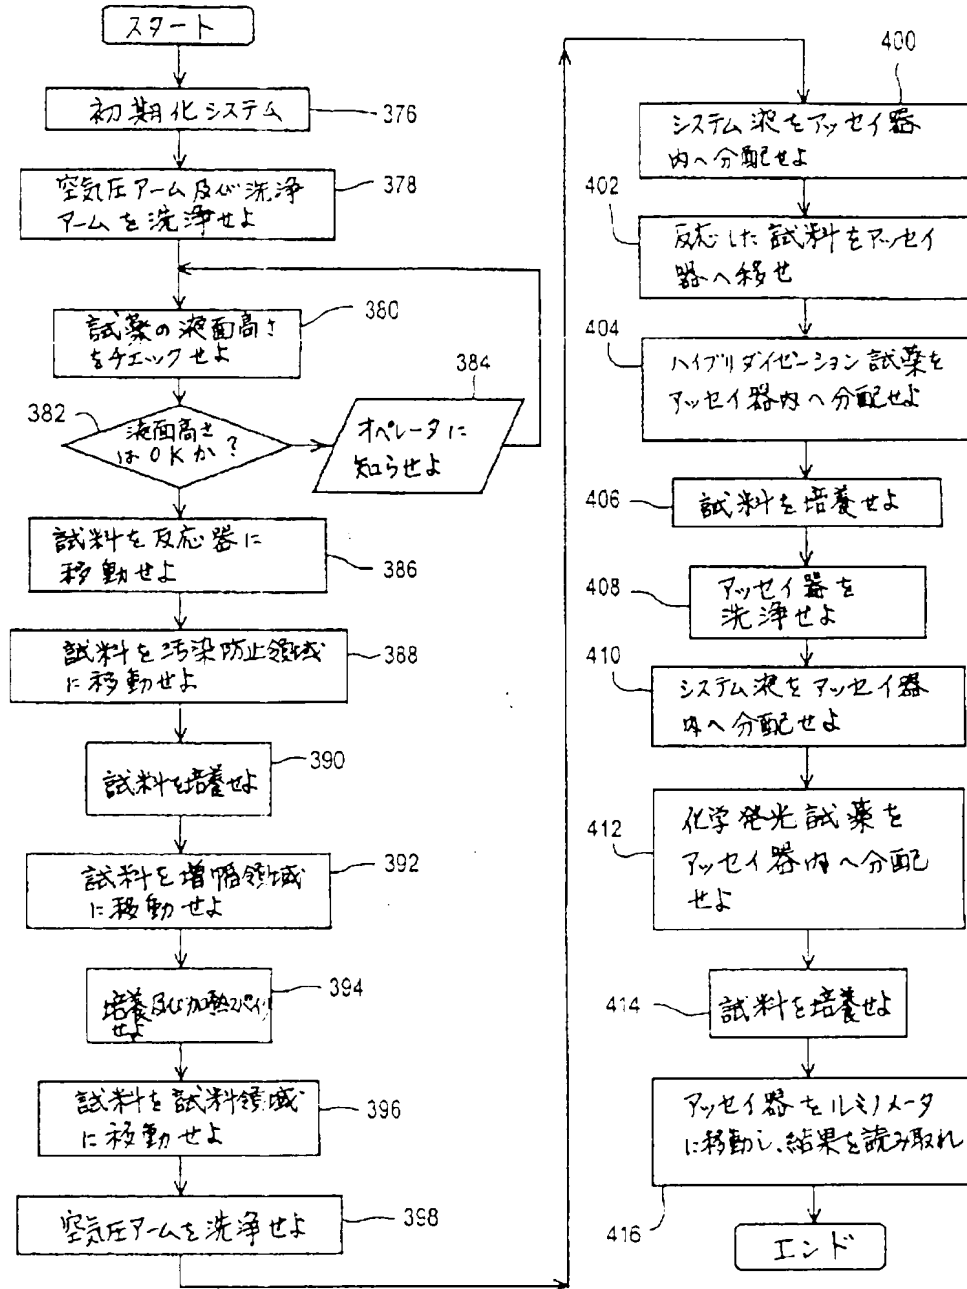 スタート
初期化システム
376
空気圧アーム及び洗浄
アームを洗浄せよ
378
試薬の液面高さ
をチェックせよ
380
382
液面高さ
はOKか?
384
オペレータに
知らせよ
試料を反応器に
移動せよ
386
試料を汚染防止領域
に移動せよ
388
試料を培養せよ
390
試料を増幅領域
に移動せよ
392
培養及び加熱スパイク
せよ
394
試料を試料領域
に移動せよ
396
空気圧アームを洗浄せよ
398
400
システム液をアッセイ器
内へ分配せよ
402
反応した試料をアッセイ
器へ移せ
404
ハイブリダイゼーション試薬を
アッセイ器内へ分配せよ
406
試料を培養せよ
408
アッセイ器を
洗浄せよ
410
システム液をアッセイ器
内へ分配せよ
412
化学発光試薬を
アッセイ器内へ分配
せよ
414
試料を培養せよ
アッセイ器をルミノメータ
に移動し、結果を読み取れ
416
エンド